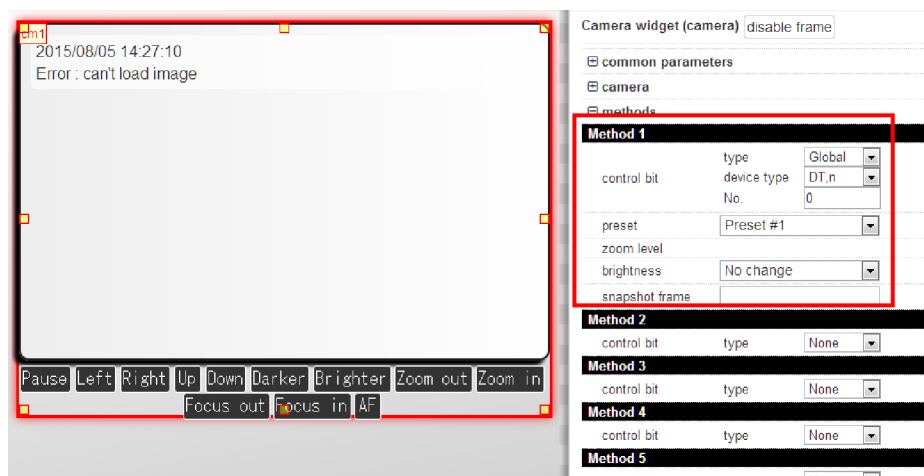 cm1
2015/08/05 14:27:10
Error : can't load image
Pause Left Right Up Down Darker Brighter Zoom out Zoom in
Focus out Focus in AF
Camera widget (camera) disable frame
common parameters
camera
methods
Method 1
control bit
type Global
device type DT,n
No. 0
preset Preset #1
zoom level
brightness No change
snapshot frame
Method 2
control bit type None
Method 3
control bit type None
Method 4
control bit type None
Method 5